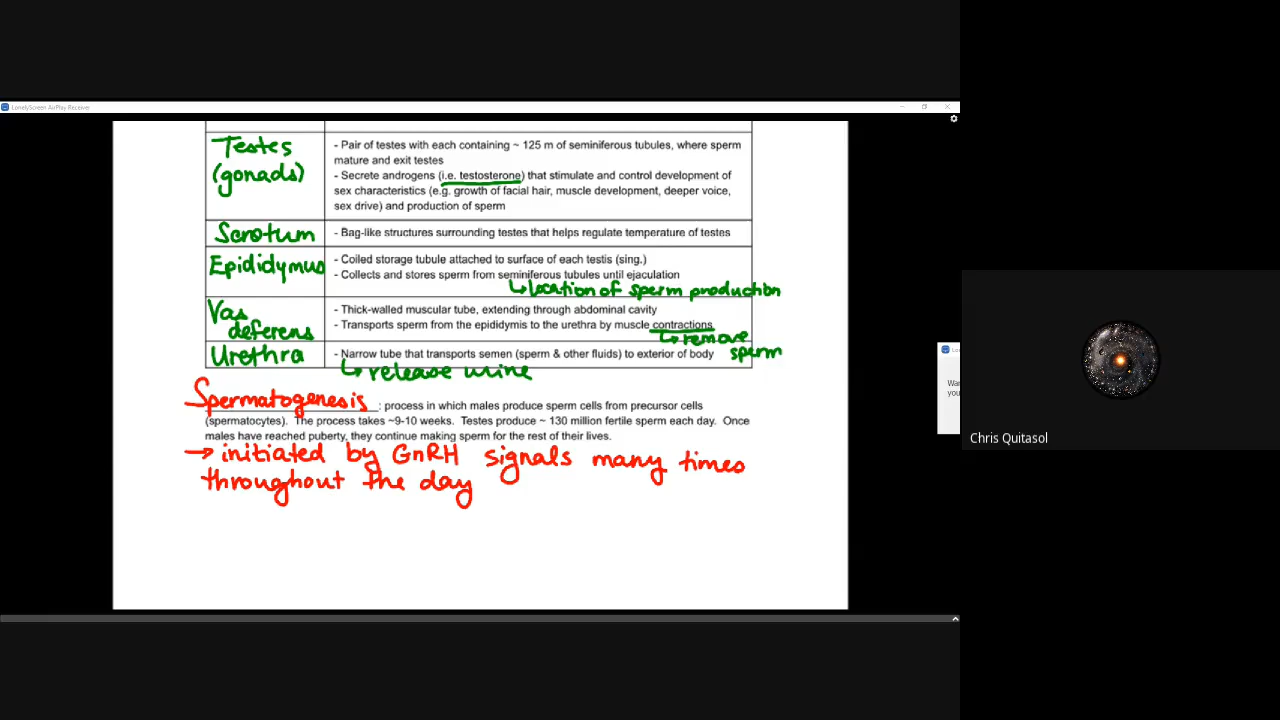 LonelyScreen AirPlay Receiver
Testes
(gonads)
- Pair of testes with each containing ~ 125 m of seminiferous tubules, where sperm
mature and exit testes
- Secrete androgens (i.e. testosterone) that stimulate and control development of
sex characteristics (e.g. growth of facial hair, muscle development, deeper voice,
sex drive) and production of sperm
Scrotum
- Bag-like structures surrounding testes that helps regulate temperature of testes
Epididymus
- Coiled storage tubule attached to surface of each testis (sing.)
- Collects and stores sperm from seminiferous tubules until ejaculation
↳ location of sperm production
Vas
deferens
- Thick-walled muscular tube, extending through abdominal cavity
- Transports sperm from the epididymis to the urethra by muscle contractions
↳ remove
sperm
Urethra
- Narrow tube that transports semen (sperm & other fluids) to exterior of body
↳ release urine
Spermatogenesis : process in which males produce sperm cells from precursor cells
(spermatocytes). The process takes ~9-10 weeks. Testes produce ~ 130 million fertile sperm each day. Once
males have reached puberty, they continue making sperm for the rest of their lives.
→ initiated by GnRH signals many times
throughout the day
Wan
you
Chris Quitasol